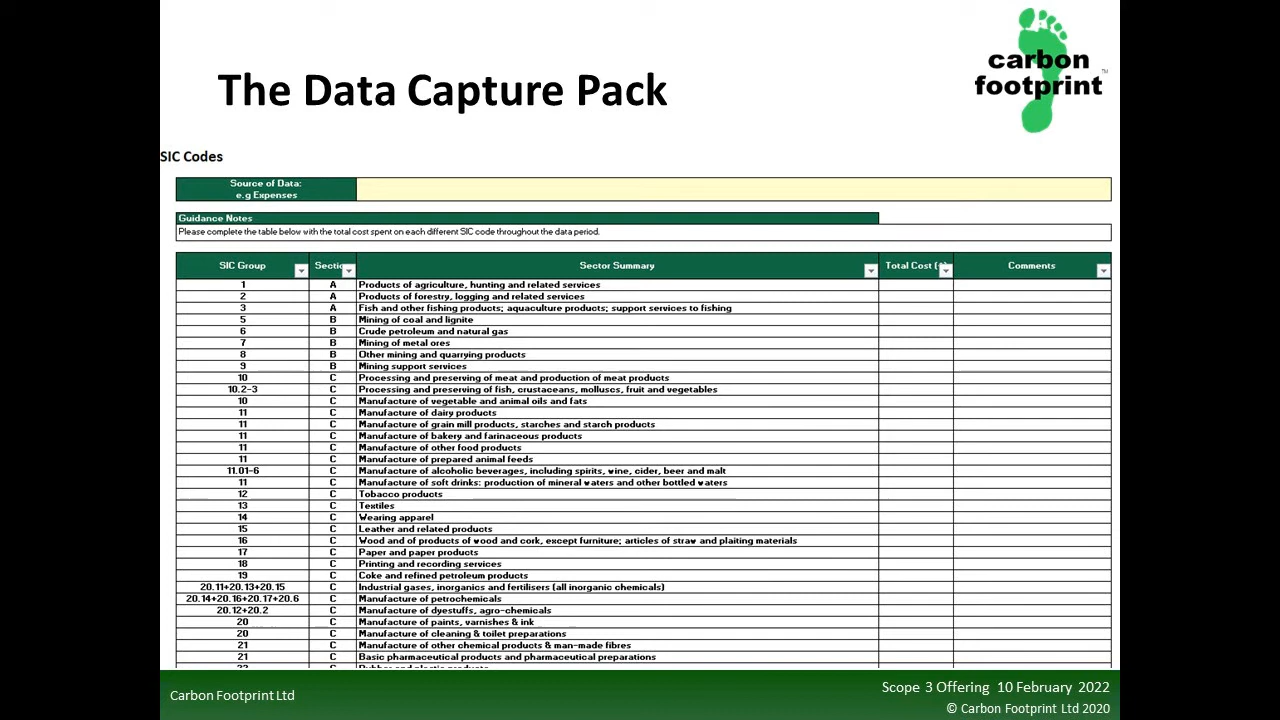 The Data Capture Pack
carbon
footprint™
SIC Codes
Source of Data:
e.g Expenses
Guidance Notes
Please complete the table below with the total cost spent on each different SIC code throughout the data period.
SIC Group Sectio Sector Summary Total Cost ( Comments
1 A Products of agriculture, hunting and related services
2 A Products of forestry, logging and related services
3 A Fish and other fishing products; aquaculture products; support services to fishing
5 B Mining of coal and lignite
6 B Crude petroleum and natural gas
7 B Mining of metal ores
8 B Other mining and quarrying products
9 B Mining support services
10 C Processing and preserving of meat and production of meat products
10.2-3 C Processing and preserving of fish, crustaceans, molluscs, fruit and vegetables
10 C Manufacture of vegetable and animal oils and fats
11 C Manufacture of dairy products
11 C Manufacture of grain mill products, starches and starch products
11 C Manufacture of bakery and farinaceous products
11 C Manufacture of other food products
11 C Manufacture of prepared animal feeds
11.01-6 C Manufacture of alcoholic beverages, including spirits, wine, cider, beer and malt
11 C Manufacture of soft drinks: production of mineral waters and other bottled waters
12 C Tobacco products
13 C Textiles
14 C Wearing apparel
15 C Leather and related products
16 C Wood and of products of wood and cork, except furniture; articles of straw and plaiting materials
17 C Paper and paper products
18 C Printing and recording services
19 C Coke and refined petroleum products
20.11+20.13+20.15 C Industrial gases, inorganics and fertilisers (all inorganic chemicals)
20.14+20.16+20.17+20.6 C Manufacture of petrochemicals
20.12+20.2 C Manufacture of dyestuffs, agro-chemicals
20 C Manufacture of paints, varnishes & ink
20 C Manufacture of cleaning & toilet preparations
21 C Manufacture of other chemical products & man-made fibres
21 C Basic pharmaceutical products and pharmaceutical preparations
22 C Rubber and plastic products
Carbon Footprint Ltd
Scope 3 Offering 10 February 2022
© Carbon Footprint Ltd 2020